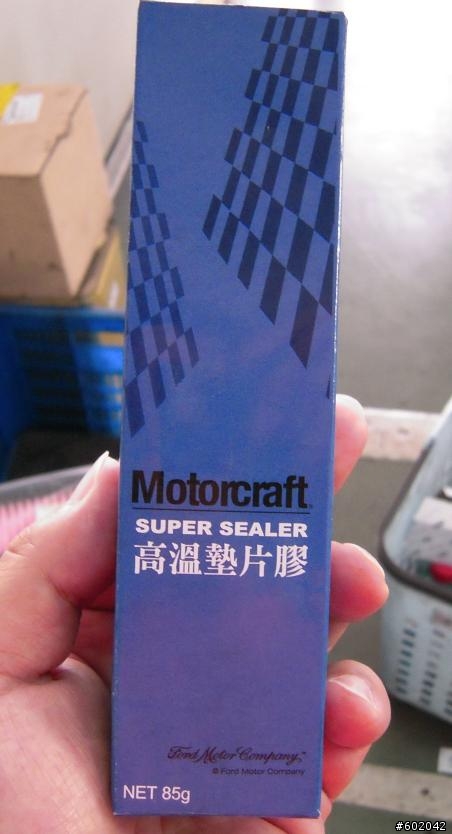 Motorcraft
SUPER SEALER
高溫墊片膠
Ford Motor Company,
© Ford Motor Company
NET 85g
#602042